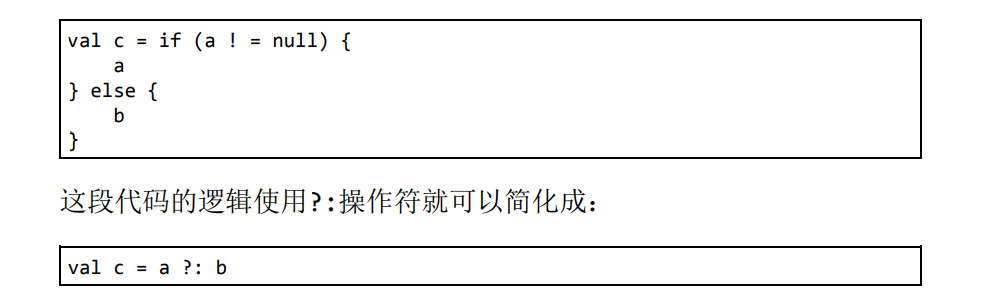 val c = if (a ! = null) {
    a
} else {
    b
}
这段代码的逻辑使用?:操作符就可以简化成：
val c = a ?: b